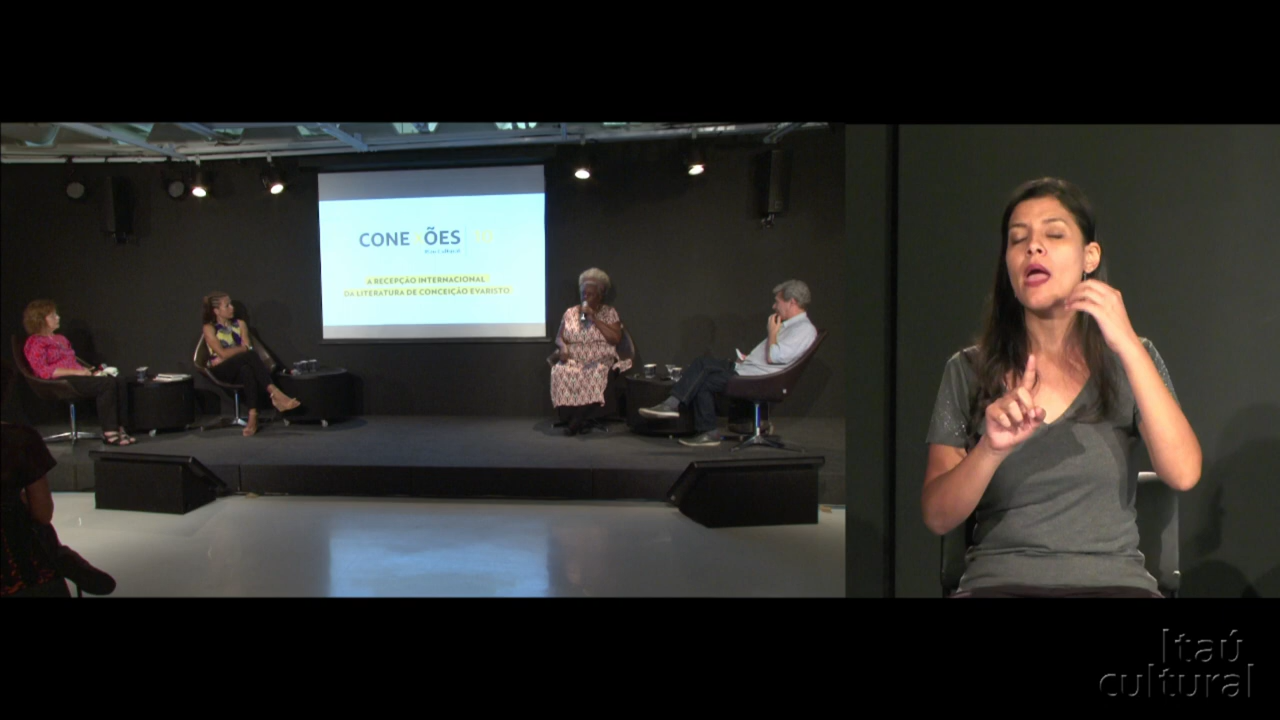 CONE ÕES
A RECEPÇÃO INTERNACIONAL
DA LITERATURA DE CONCEIÇÃO EVARISTO
Itaú
cultural